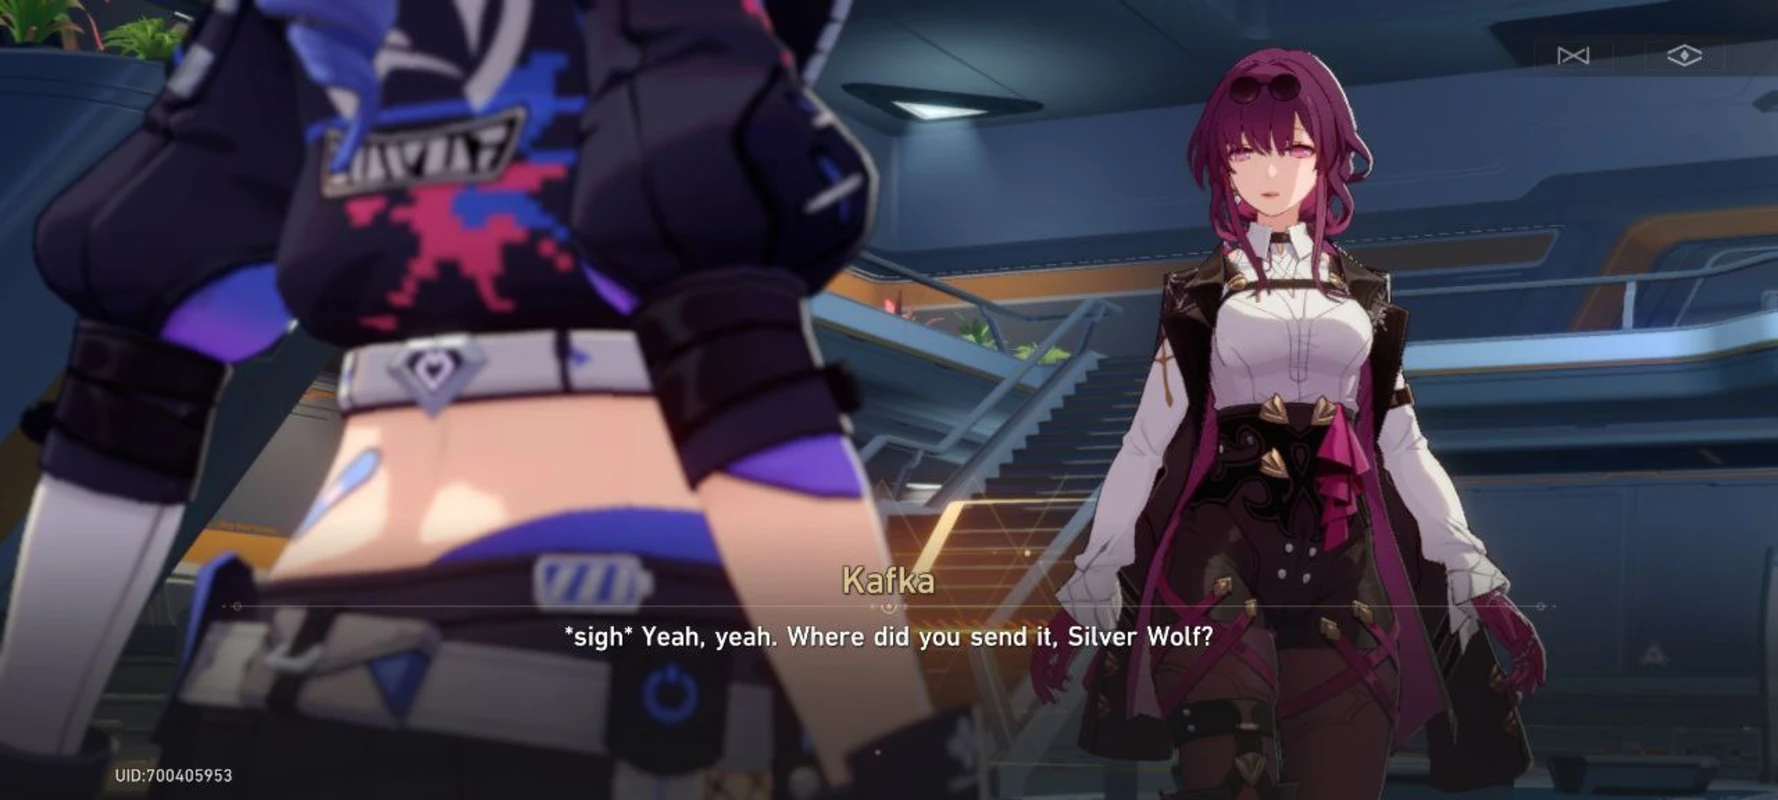 Kafka
*sigh* Yeah, yeah. Where did you send it, Silver Wolf?
UID:700405953